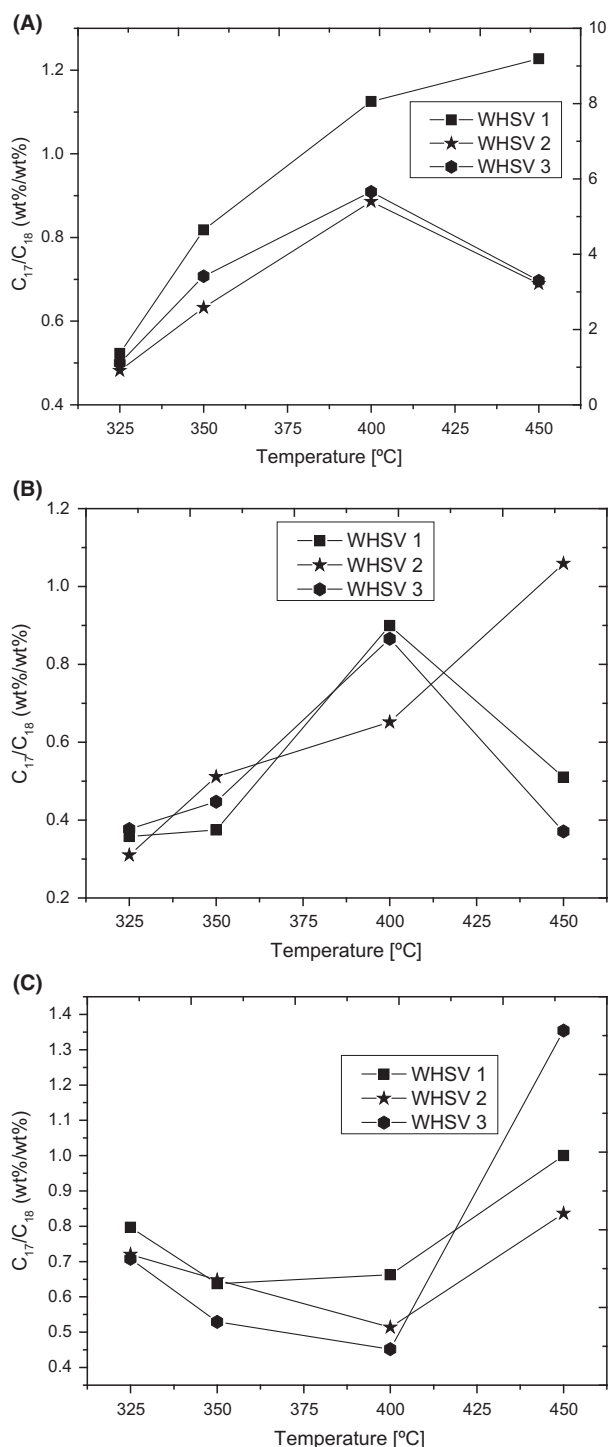 (A)
10
1.2
8
WHSV 1
WHSV 2
WHSV 3
1.0
6
C₁₇/C₁₈ (wt%/wt%)
0.8
4
0.6
2
0.4
0
325 350 375 400 425 450
Temperature [ºC]
(B)
1.2
WHSV 1
WHSV 2
WHSV 3
1.0
0.8
C₁₇/C₁₈ (wt%/wt%)
0.6
0.4
0.2
325 350 375 400 425 450
Temperature [ºC]
(C)
1.4
1.3
WHSV 1
WHSV 2
WHSV 3
1.2
1.1
1.0
C₁₇/C₁₈ (wt%/wt%)
0.9
0.8
0.7
0.6
0.5
0.4
325 350 375 400 425 450
Temperature [ºC]